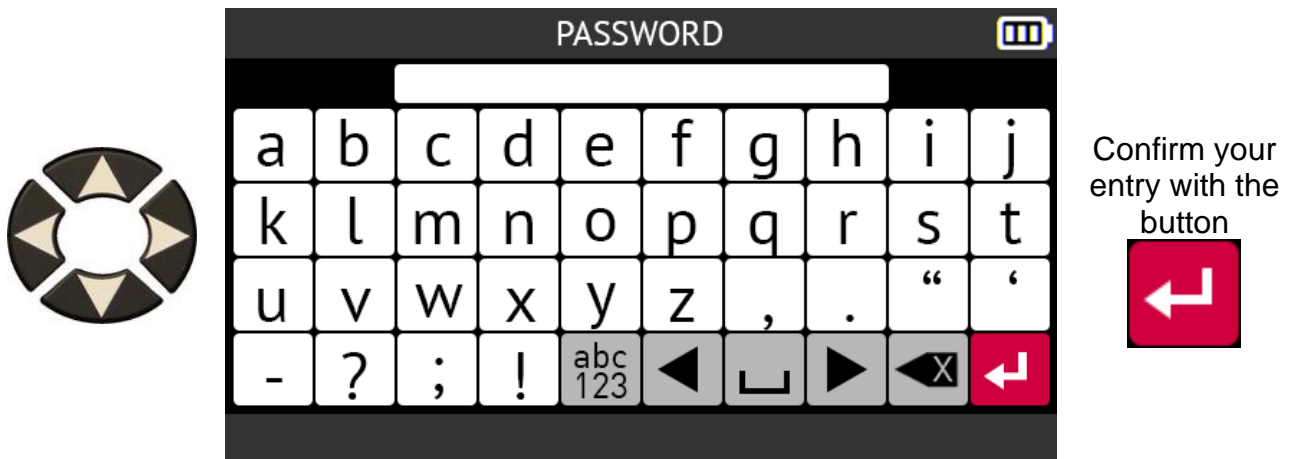 PASSWORD
a b c d e f g h i j
k l m n o p q r s t
u v w x y z , . “ ‘
- ? ; ! abc 123 X
Confirm your
entry with the
button